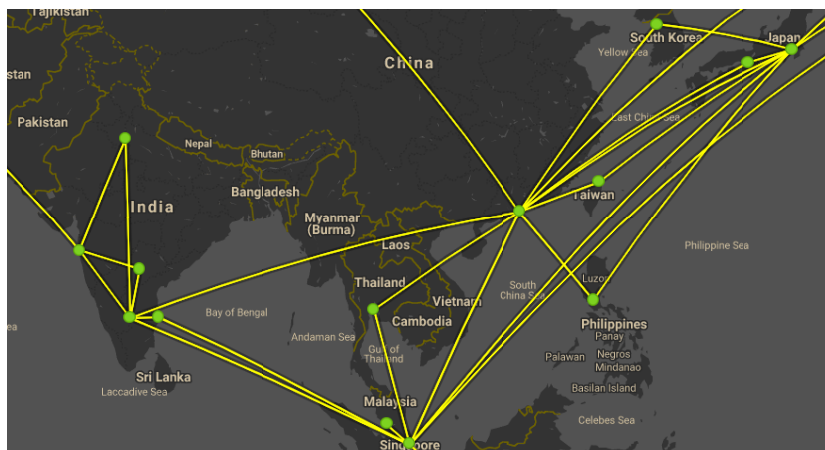 Tajikistan
stan
Pakistan
Nepal
Bhutan
Bangladesh
India
Myanmar
(Burma)
China
South Korea
Yellow Sea
Japan
East China Sea
Taiwan
Laos
Thailand
Vietnam
Cambodia
South
China Sea
Luzon
Philippine Sea
Philippines
Panay
Negros
Palawan
Mindanao
Basilan Island
Celebes Sea
Bay of Bengal
Andaman Sea
Gulf of
Thailand
ea
Sri Lanka
Laccadive Sea
Malaysia
Singapore